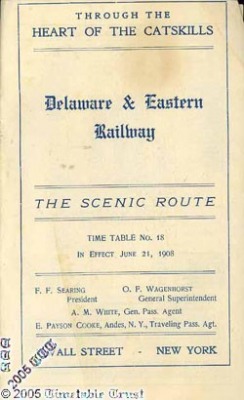 THROUGH THE
HEART OF THE CATSKILLS
Delaware & Eastern
Railway
THE SCENIC ROUTE
TIME TABLE No. 18
IN EFFECT JUNE 21, 1908
F. F. SEARING O. F. WAGENHORST
President General Superintendent
A. M. WHITE, Gen. Pass. Agent
E. PAYSON COOKE, Andes, N. Y., Traveling Pass. Agt.
ALL STREET - NEW YORK
2005
© 2005 Timetable Trust